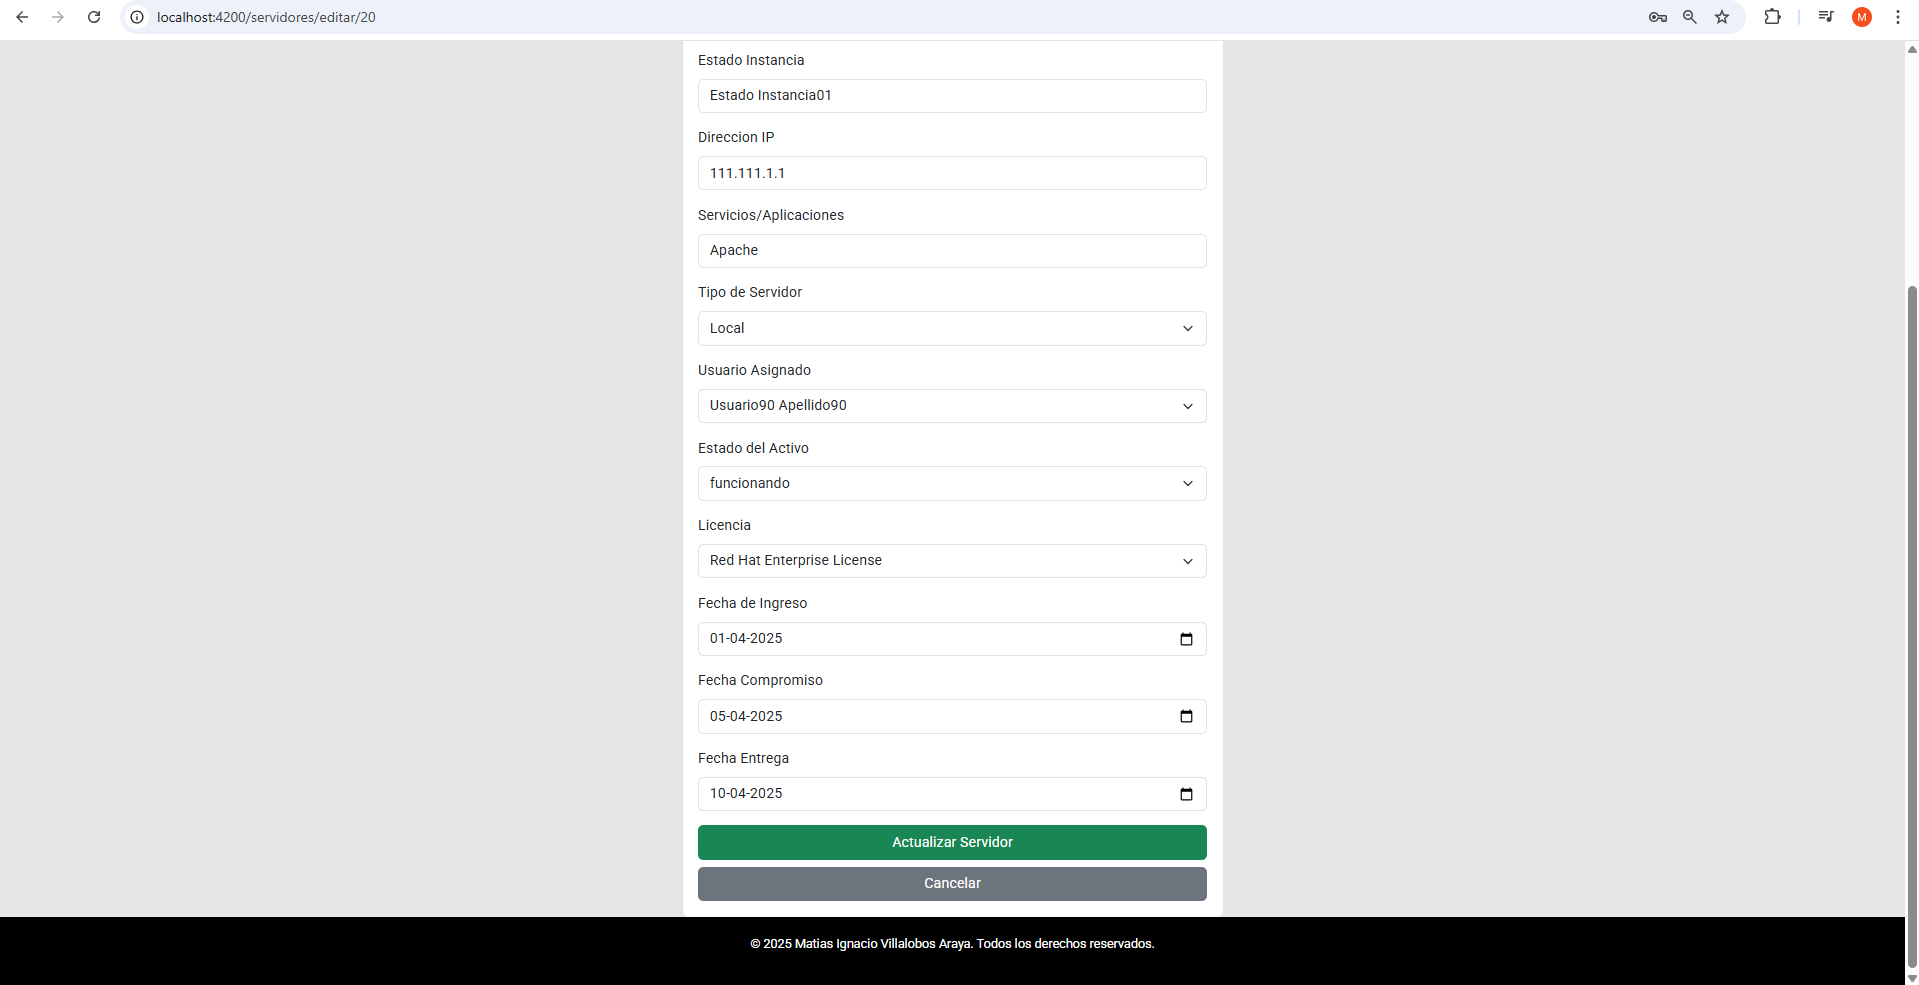 localhost:4200/servidores/editar/20
M
Estado Instancia
Estado Instancia01
Direccion IP
111.111.1.1
Servicios/Aplicaciones
Apache
Tipo de Servidor
Local
Usuario Asignado
Usuario90 Apellido90
Estado del Activo
funcionando
Licencia
Red Hat Enterprise License
Fecha de Ingreso
01-04-2025
Fecha Compromiso
05-04-2025
Fecha Entrega
10-04-2025
Actualizar Servidor
Cancelar
© 2025 Matias Ignacio Villalobos Araya. Todos los derechos reservados.